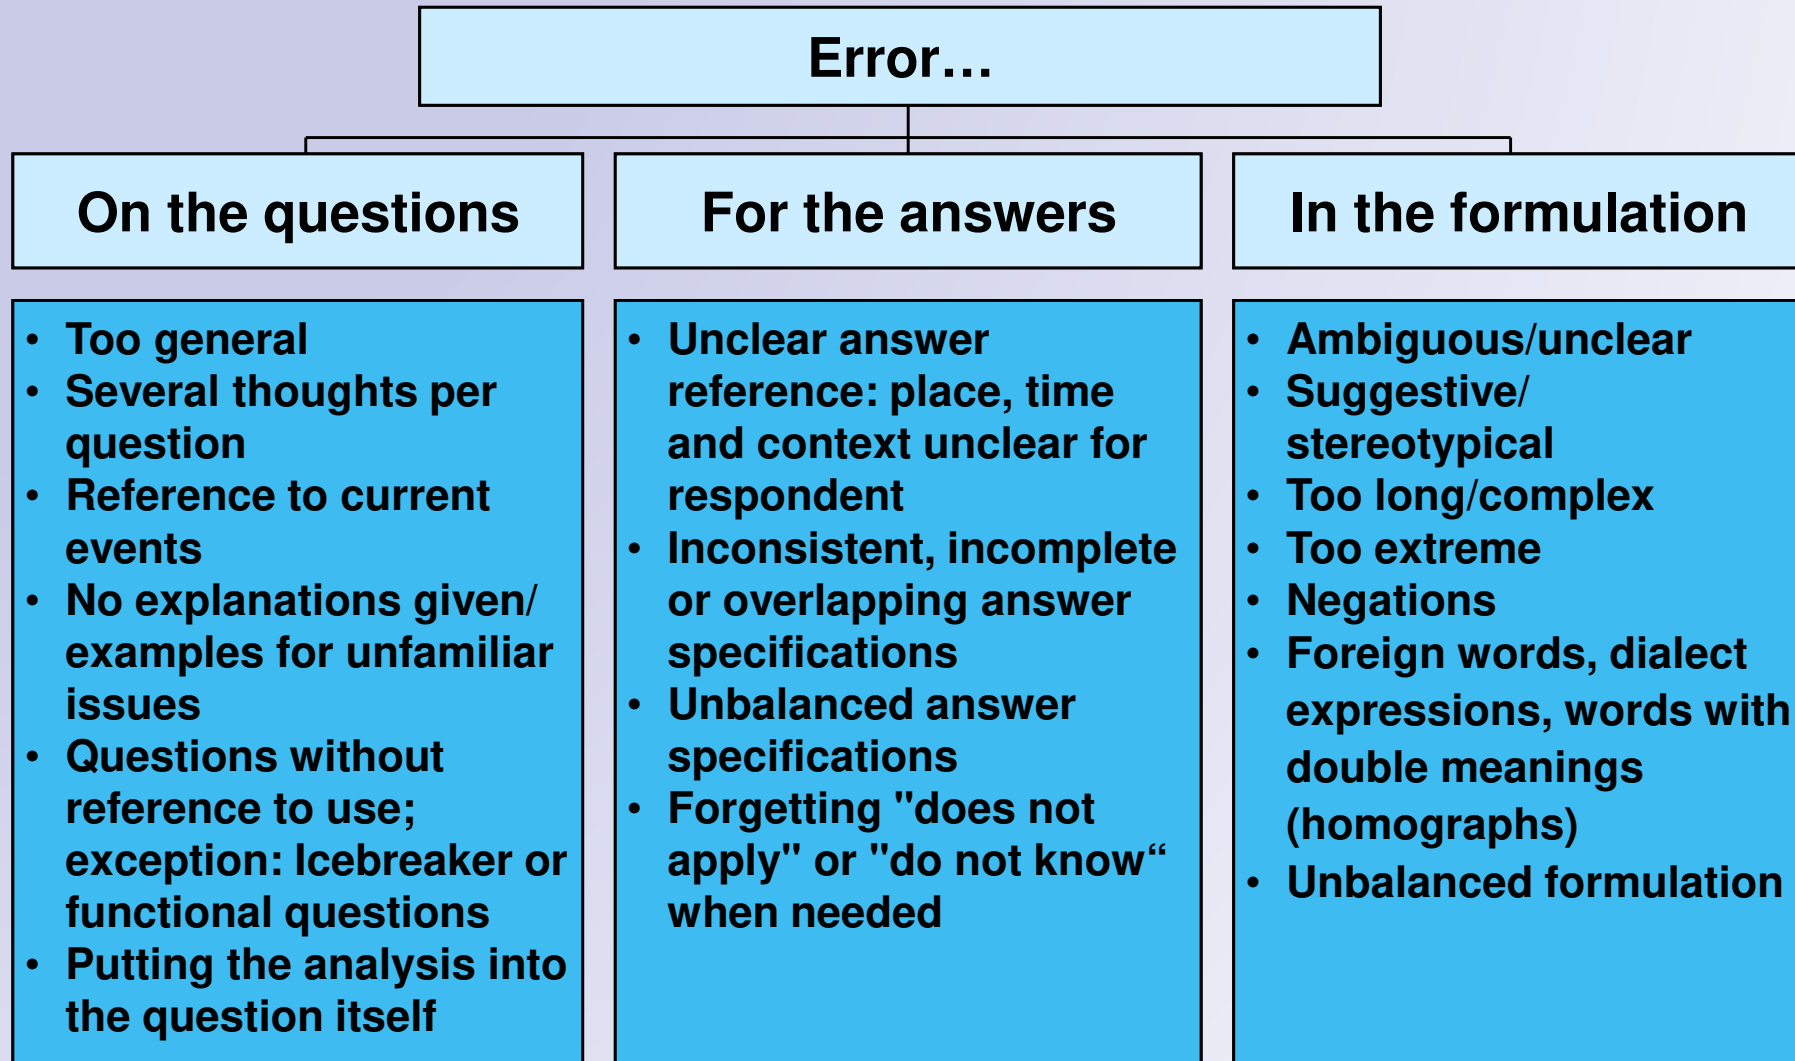 Error…
On the questions
• Too general
• Several thoughts per
question
• Reference to current
events
• No explanations given/
examples for unfamiliar
issues
• Questions without
reference to use;
exception: Icebreaker or
functional questions
• Putting the analysis into
the question itself
For the answers
• Unclear answer
reference: place, time
and context unclear for
respondent
• Inconsistent, incomplete
or overlapping answer
specifications
• Unbalanced answer
specifications
• Forgetting "does not
apply" or "do not know“
when needed
In the formulation
• Ambiguous/unclear
• Suggestive/
stereotypical
• Too long/complex
• Too extreme
• Negations
• Foreign words, dialect
expressions, words with
double meanings
(homographs)
• Unbalanced formulation